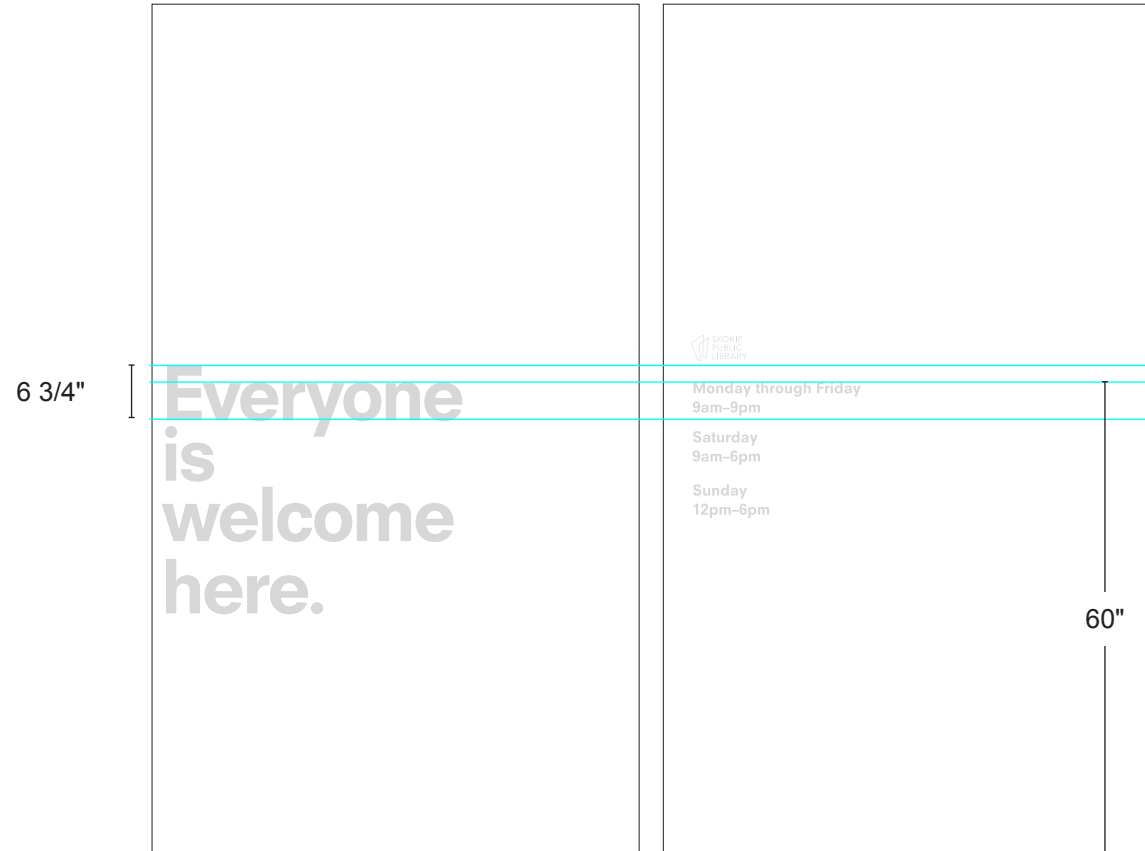 6 3/4"
Everyone
is
welcome
here.
SKOKIE
PUBLIC
LIBRARY
Monday through Friday
9am–9pm
Saturday
9am–6pm
Sunday
12pm–6pm
60"